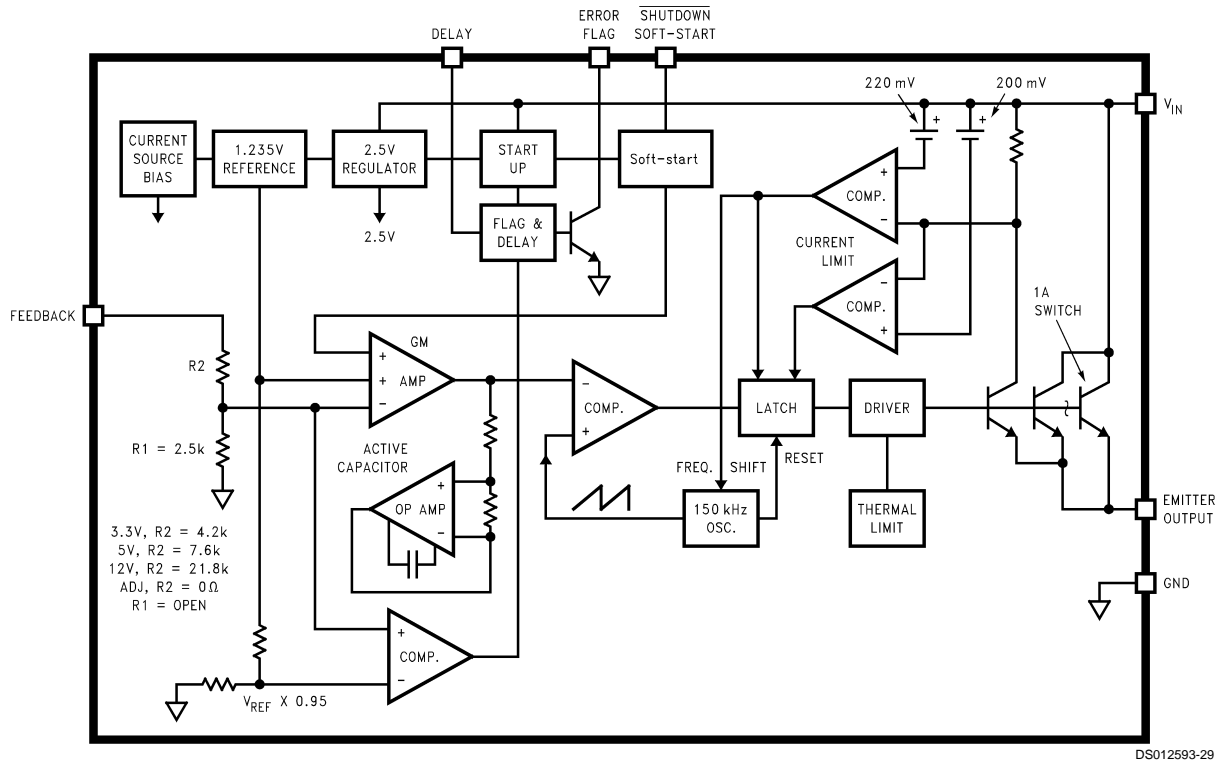 DELAY
ERROR
FLAG
SHUTDOWN
SOFT-START
220 mV
200 mV
+
+
VIN
CURRENT
SOURCE
BIAS
1.235V
REFERENCE
2.5V
REGULATOR
START
UP
Soft-start
2.5V
FLAG &
DELAY
+
COMP.
−
CURRENT
LIMIT
−
COMP.
+
1A
SWITCH
FEEDBACK
R2
R1 = 2.5k
GM
+
+ AMP
−
−
COMP.
+
LATCH
DRIVER
ACTIVE
CAPACITOR
+
OP AMP
−
FREQ. SHIFT
RESET
150 kHz
OSC.
THERMAL
LIMIT
EMITTER
OUTPUT
GND
3.3V, R2 = 4.2k
5V, R2 = 7.6k
12V, R2 = 21.8k
ADJ, R2 = 0Ω
R1 = OPEN
+
COMP.
−
VREF X 0.95
DS012593-29